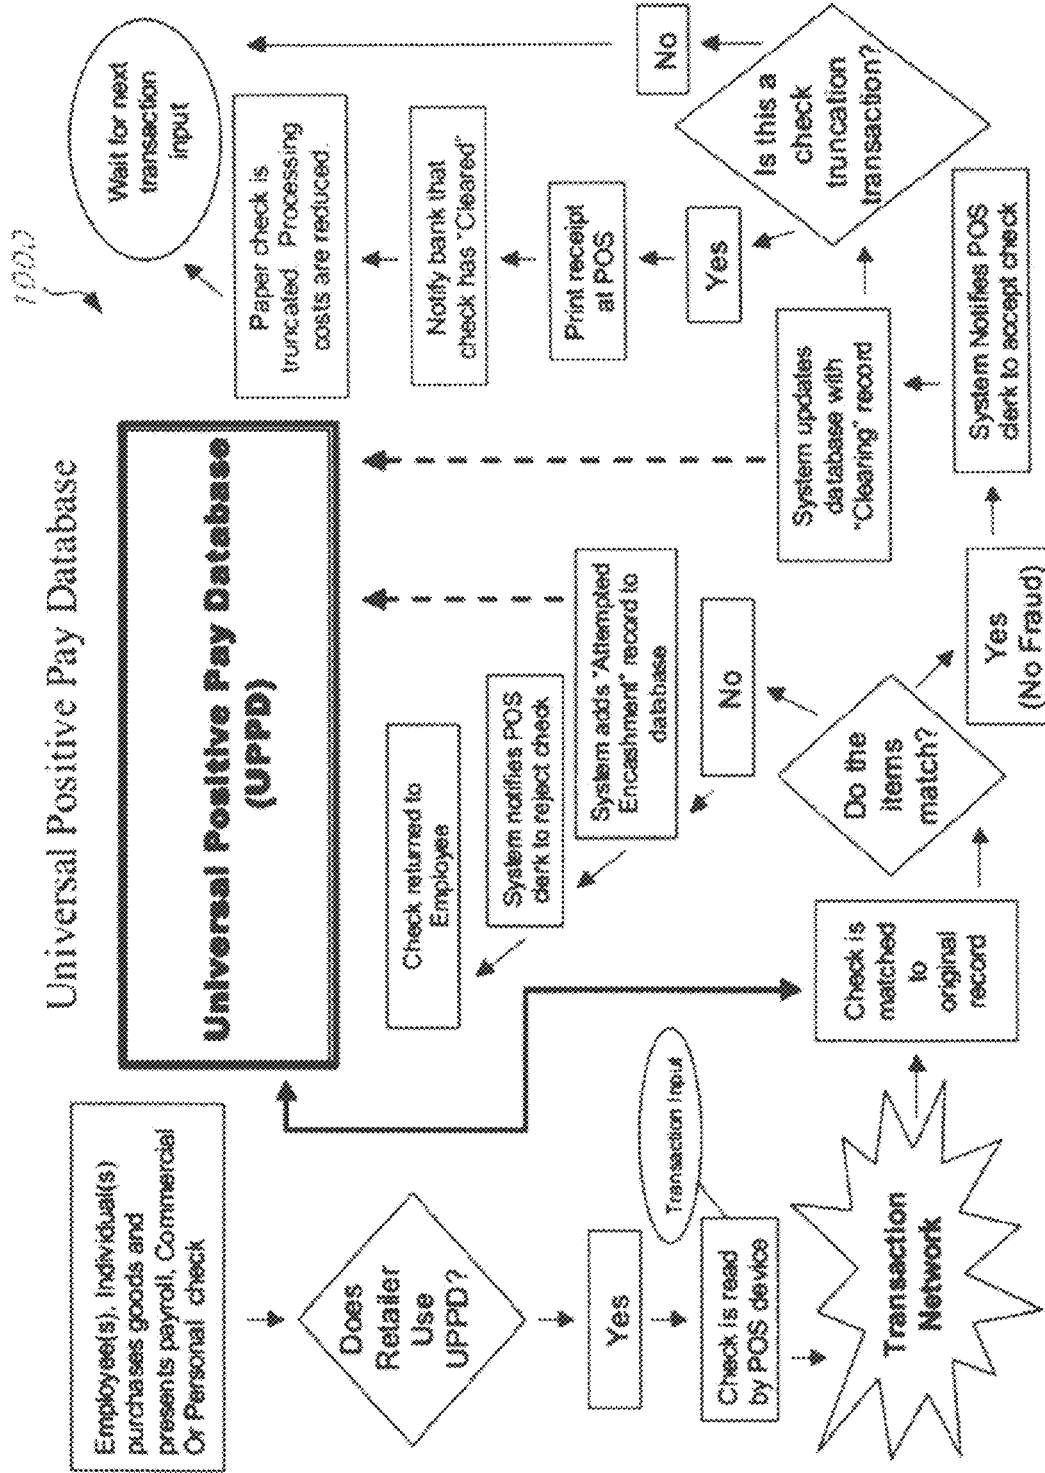 1000
Universal Positive Pay Database
Employee(s). Individual(s)
purchases goods and
presents payroll, Commercial
Or Personal check
Does
Retailer
Use
UPPD?
Yes
Check is read
by POS device
Transaction Input
Transaction
Network
Universal Positive Pay Database
(UPPD)
Check is
matched
to
original
record
Do the
items
match?
No
System adds "Attempted
Encashment" record to
database
System notifies POS
clerk to reject check
Check returned to
Employee
Yes
(No Fraud)
System Notifies POS
clerk to accept check
System updates
database with
"Clearing" record
Is this a
check
truncation
transaction?
Yes
Print receipt
at POS
Notify bank that
check has "Cleared"
Paper check is
truncated. Processing
costs are reduced.
No
Wait for next
transaction
input